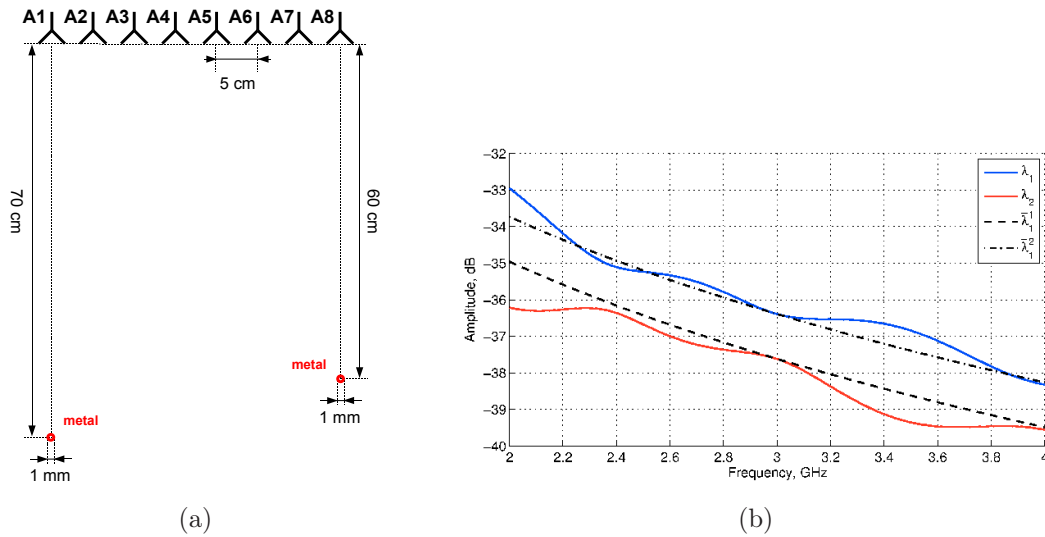 A1 A2 A3 A4 A5 A6 A7 A8
5 cm
70 cm
60 cm
metal
metal
1 mm
1 mm
(a)
−32
−33
−34
−35
−36
−37
−38
−39
−40
Amplitude, dB
2 2.2 2.4 2.6 2.8 3 3.2 3.4 3.6 3.8 4
Frequency, GHz
λ₁
λ₂
λ̄₁¹
λ̄₁²
(b)